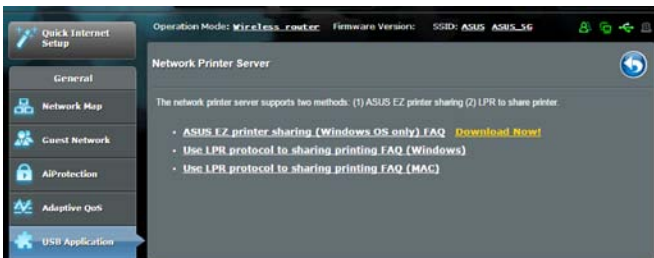 Quick Internet
Setup
Operation Mode: Wireless router Firmware Version: SSID: ASUS ASUS_5G
General
Network Printer Server
Network Map
The network printer server supports two methods: (1) ASUS EZ printer sharing (2) LPR to share printer.
ASUS EZ printer sharing (Windows OS only) FAQ Download Now!
Guest Network
Use LPR protocol to sharing printing FAQ (Windows)
AiProtection
Use LPR protocol to sharing printing FAQ (MAC)
Adaptive QoS
USB Application